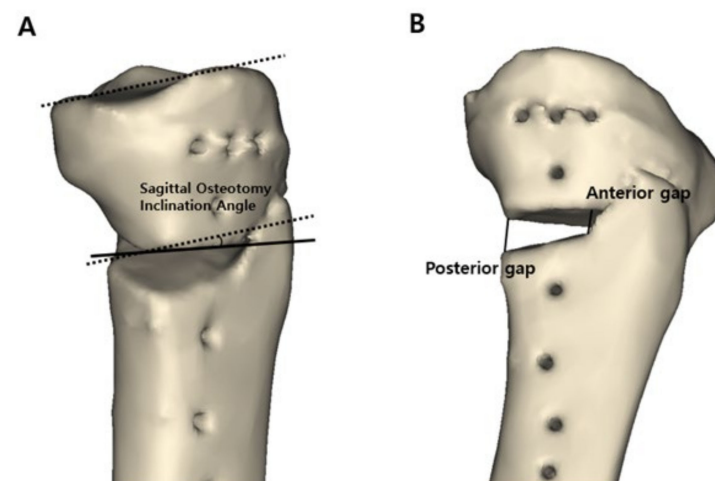 A
B
Sagittal Osteotomy
Inclination Angle
Anterior gap
Posterior gap